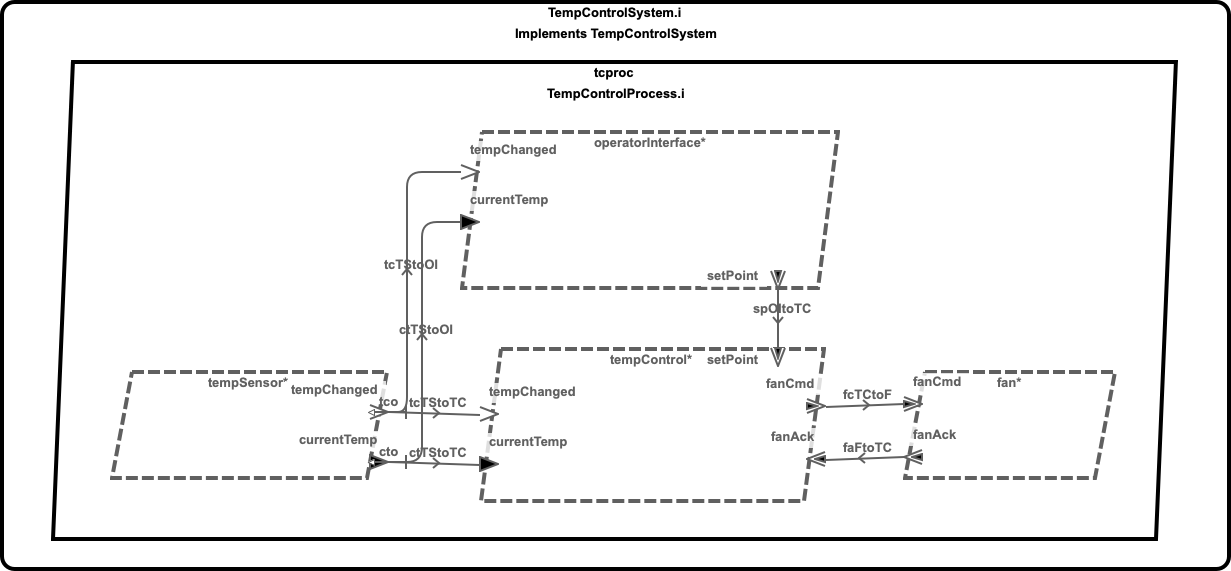 TempControlSystem.i
Implements TempControlSystem
tcproc
TempControlProcess.i
operatorInterface*
tempChanged
currentTemp
tcTStoOI
setPoint
spOItoTC
ctTStoOI
tempControl* setPoint
tempSensor*
tempChanged
tempChanged
fanCmd
fanCmd
fan*
tco
tcTStoTC
fcTCtoF
currentTemp
currentTemp
fanAck
fanAck
cto
ctTStoTC
faFtoTC